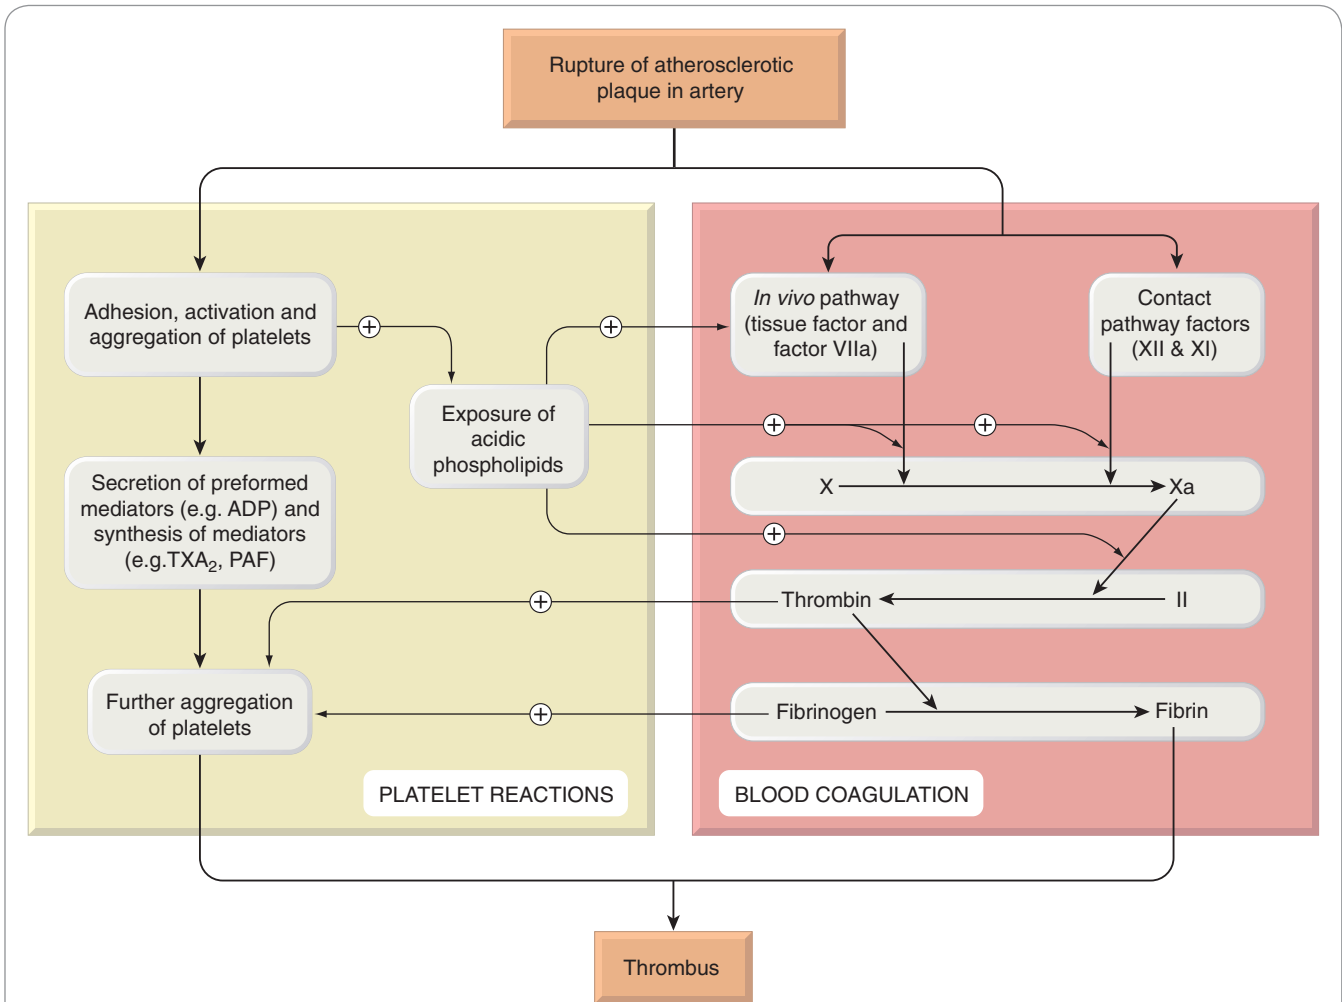 Rupture of atherosclerotic
plaque in artery
Adhesion, activation and
aggregation of platelets
+
Exposure of
acidic
phospholipids
Secretion of preformed
mediators (e.g. ADP) and
synthesis of mediators
(e.g.TXA2, PAF)
Further aggregation
of platelets
PLATELET REACTIONS
+
In vivo pathway
(tissue factor and
factor VIIa)
Contact
pathway factors
(XII & XI)
+ +
X Xa
+
+
Thrombin II
+
Fibrinogen Fibrin
BLOOD COAGULATION
Thrombus